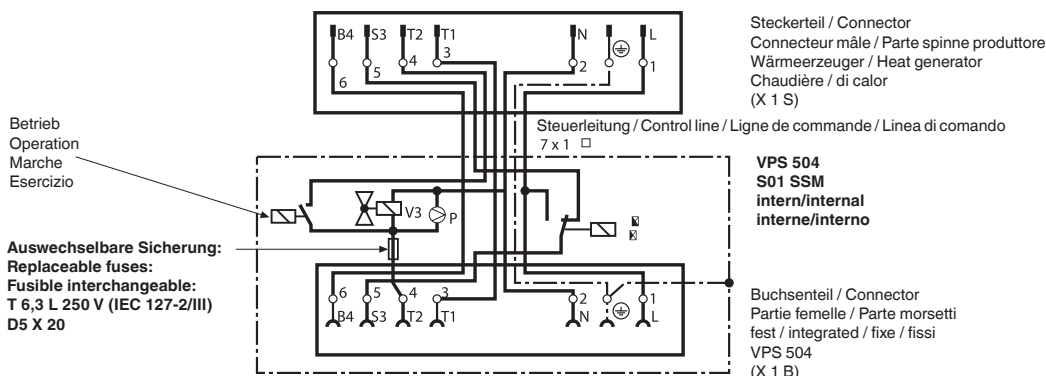 B4 S3 T2 T1 N L
3
6 5 4 2 1
Steckerteil / Connector
Connecteur mâle / Parte spinne produttore
Wärmeerzeuger / Heat generator
Chaudière / di calor
(X 1 S)
Steuerleitung / Control line / Ligne de commande / Linea di comando
7 x 1 □
Betrieb
Operation
Marche
Esercizio
VPS 504
S01 SSM
intern/internal
interne/interno
V3 P
Auswechselbare Sicherung:
Replaceable fuses:
Fusible interchangeable:
T 6,3 L 250 V (IEC 127-2/III)
D5 X 20
6 5 4 3 2 1
B4 S3 T2 T1 N L
Buchsenteil / Connector
Partie femelle / Parte morsetti
fest / integrated / fixe / fissi
VPS 504
(X 1 B)